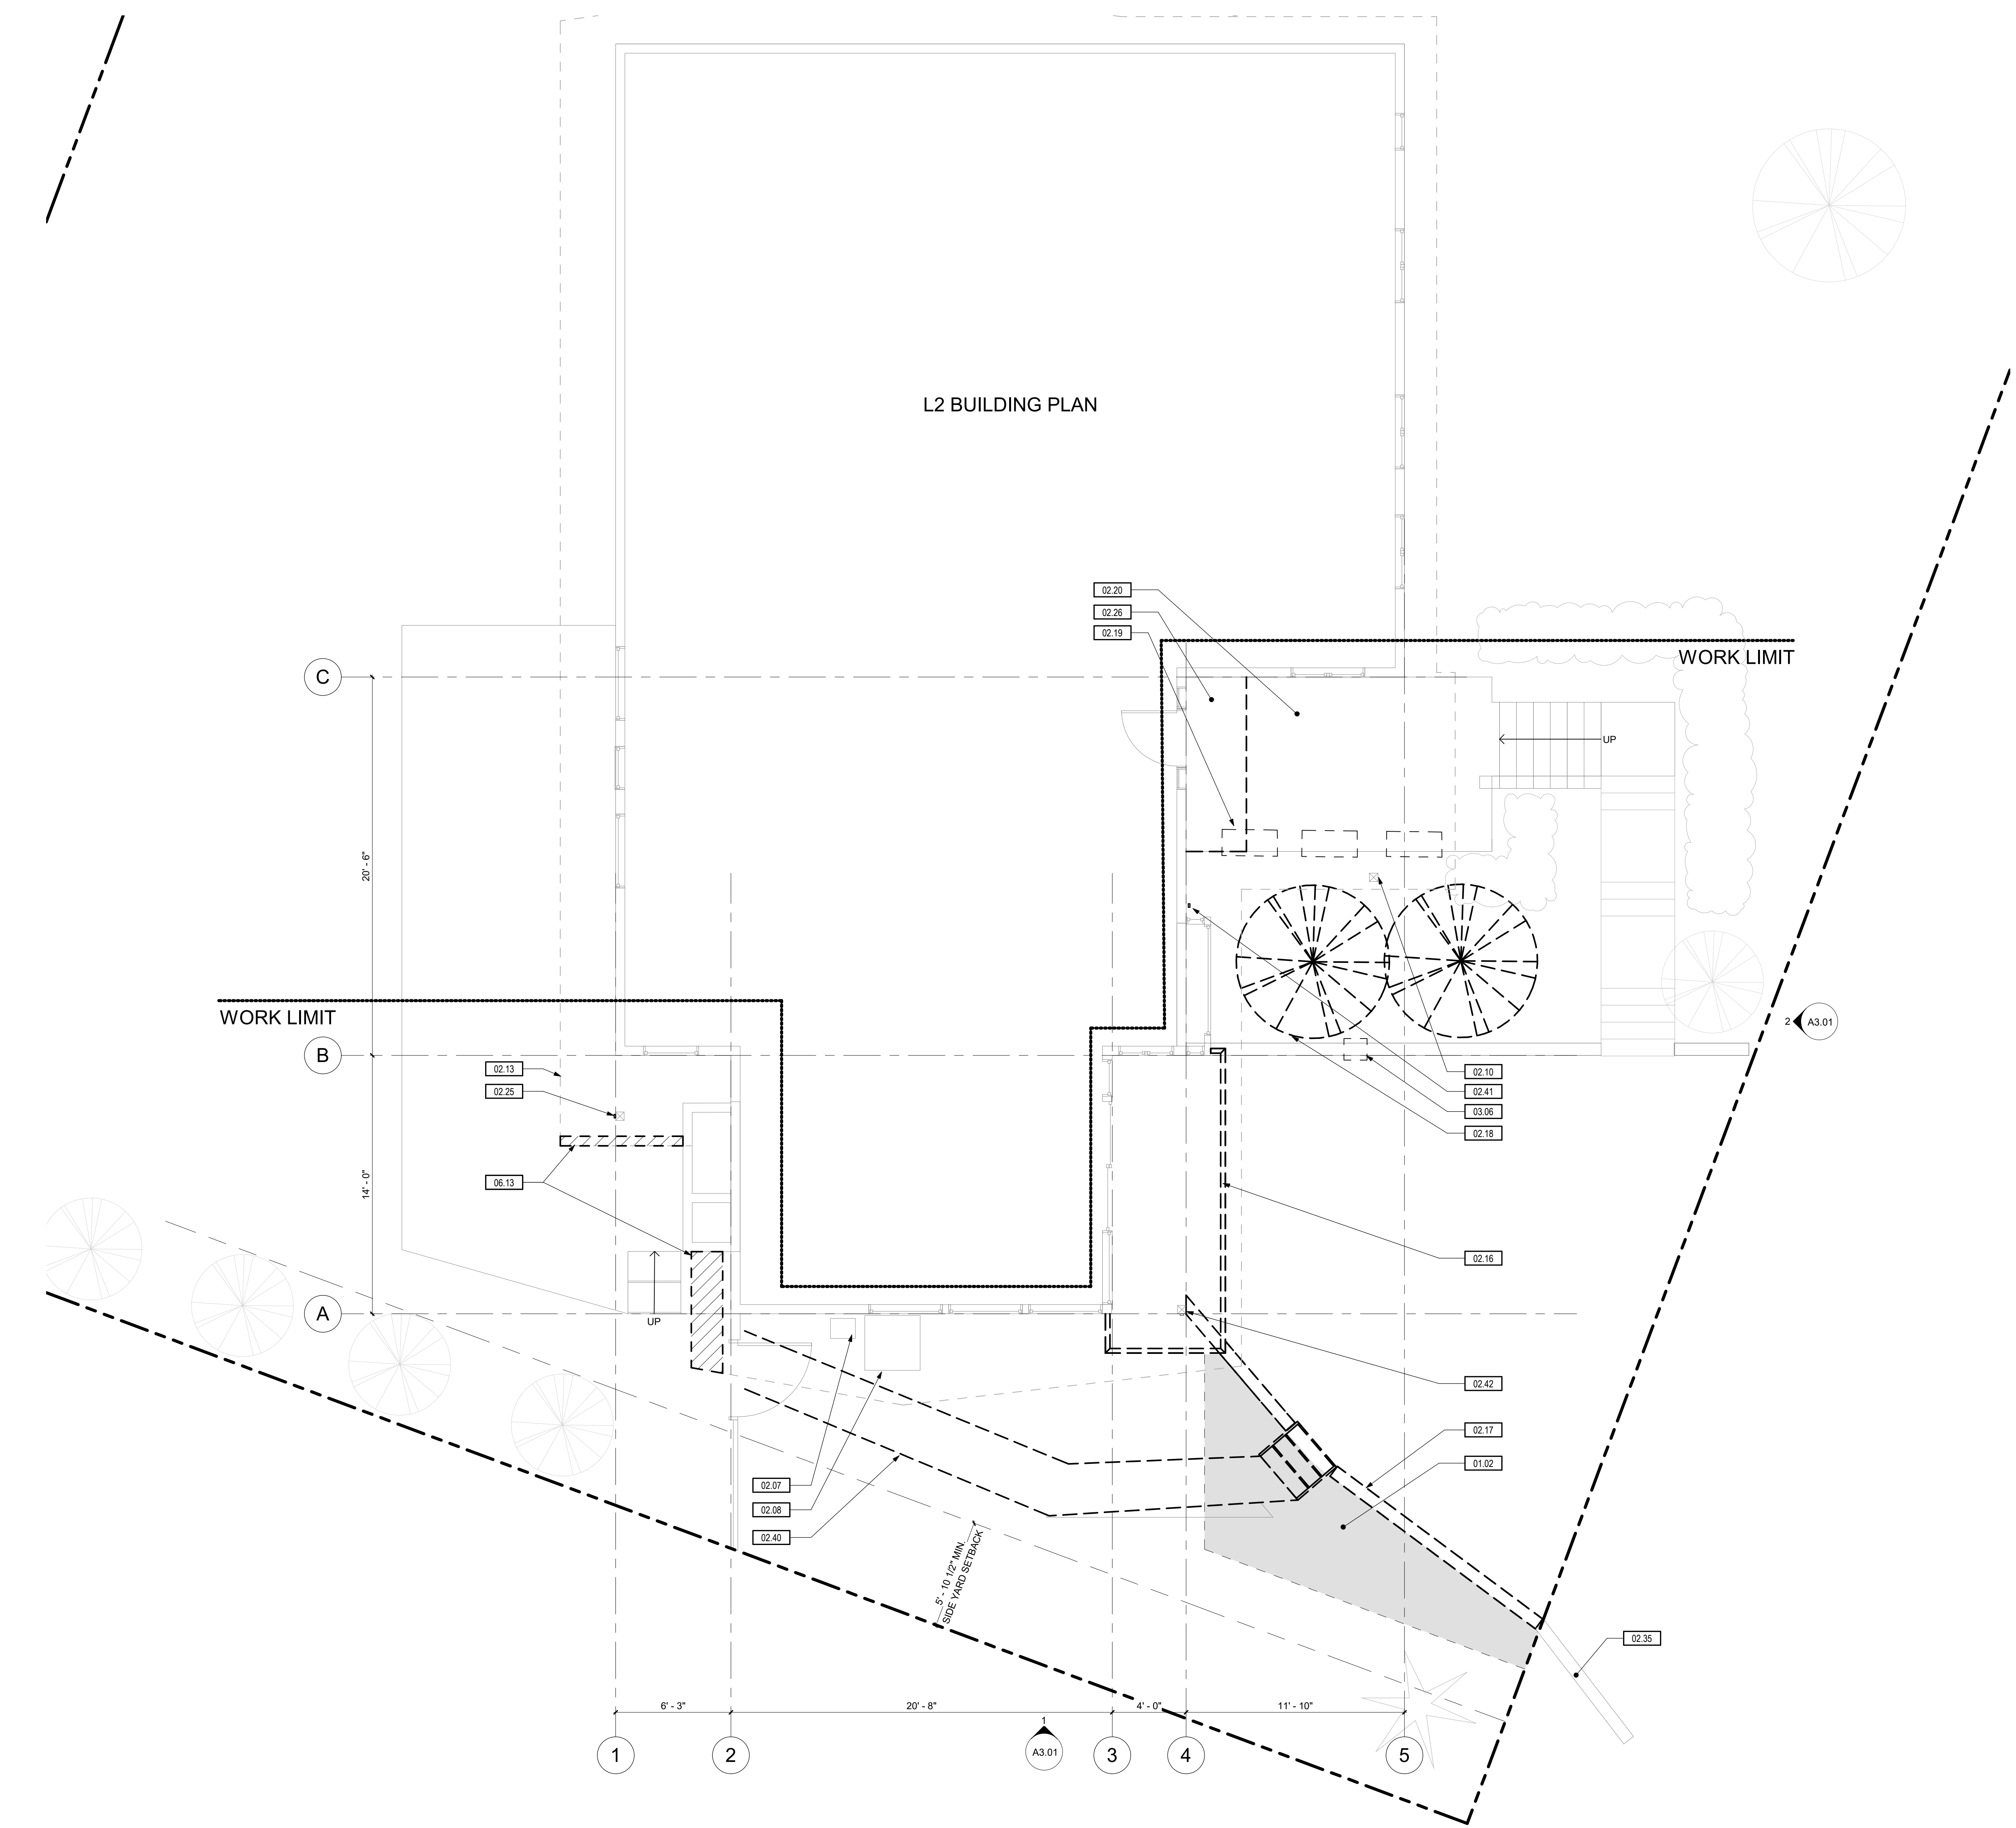 L2 BUILDING PLAN
02.20
02.26
02.19
WORK LIMIT
C
UP
20' - 6"
WORK LIMIT
2
A3.01
B
02.13
02.25
02.10
02.41
03.06
02.18
06.13
14' - 0"
02.16
A
UP
02.42
02.17
01.02
02.07
02.08
02.40
5' - 10 1/2" MIN.
SIDE YARD SETBACK
02.35
6' - 3"
20' - 8"
4' - 0"
11' - 10"
1
A3.01
1
2
3
4
5